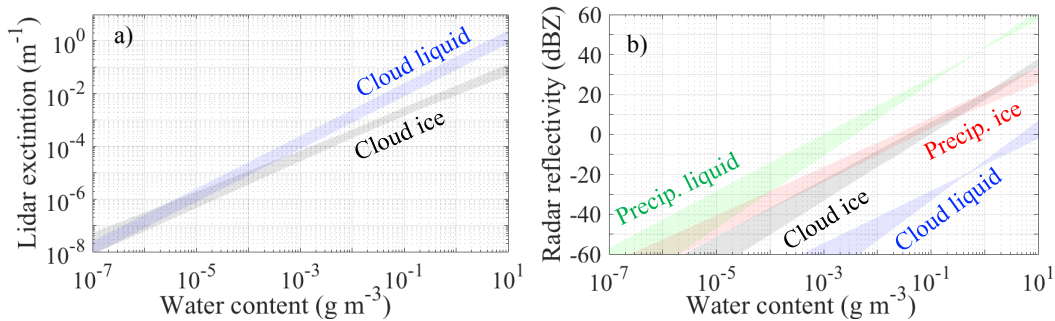 a)
Lidar exctintion (m⁻¹)
10⁰
10⁻²
10⁻⁴
10⁻⁶
10⁻⁸
Cloud liquid
Cloud ice
10⁻⁷
10⁻⁵
10⁻³
10⁻¹
10¹
Water content (g m⁻³)
b)
Radar reflectivity (dBZ)
60
40
20
0
-20
-40
-60
Precip. liquid
Precip. ice
Cloud ice
Cloud liquid
10⁻⁷
10⁻⁵
10⁻³
10⁻¹
10¹
Water content (g m⁻³)